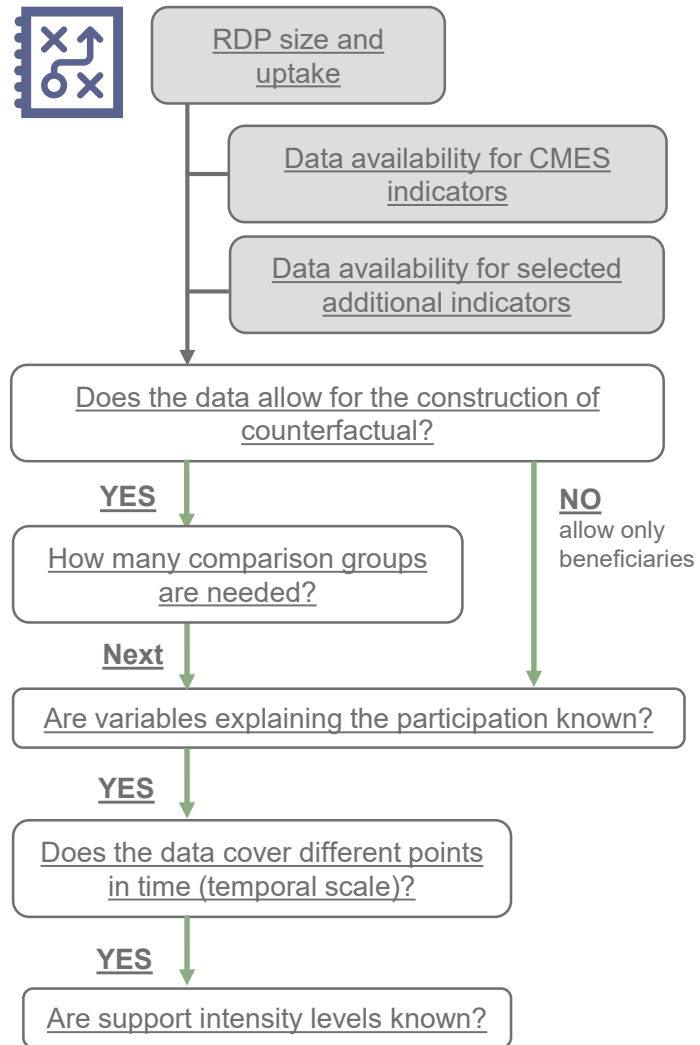 RDP size and
uptake
Data availability for CMES
indicators
Data availability for selected
additional indicators
Does the data allow for the construction of
counterfactual?
YES
NO
allow only
beneficiaries
How many comparison groups
are needed?
Next
Are variables explaining the participation known?
YES
Does the data cover different points
in time (temporal scale)?
YES
Are support intensity levels known?